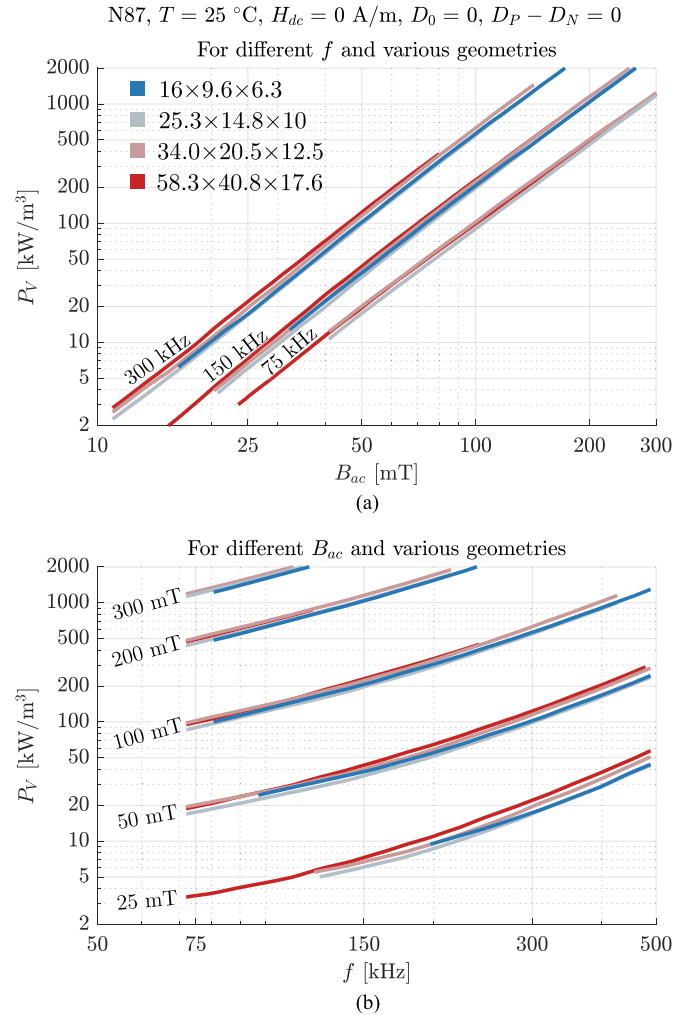 N87, T = 25 °C, H_dc = 0 A/m, D_0 = 0, D_P − D_N = 0
For different f and various geometries
2000
1000
500
200
100
50
20
10
5
2
P_V [kW/m³]
16×9.6×6.3
25.3×14.8×10
34.0×20.5×12.5
58.3×40.8×17.6
300 kHz
150 kHz
75 kHz
10 25 50 100 200 300
B_ac [mT]
(a)
For different B_ac and various geometries
2000
1000
500
200
100
50
20
10
5
2
P_V [kW/m³]
300 mT
200 mT
100 mT
50 mT
25 mT
50 75 150 300 500
f [kHz]
(b)